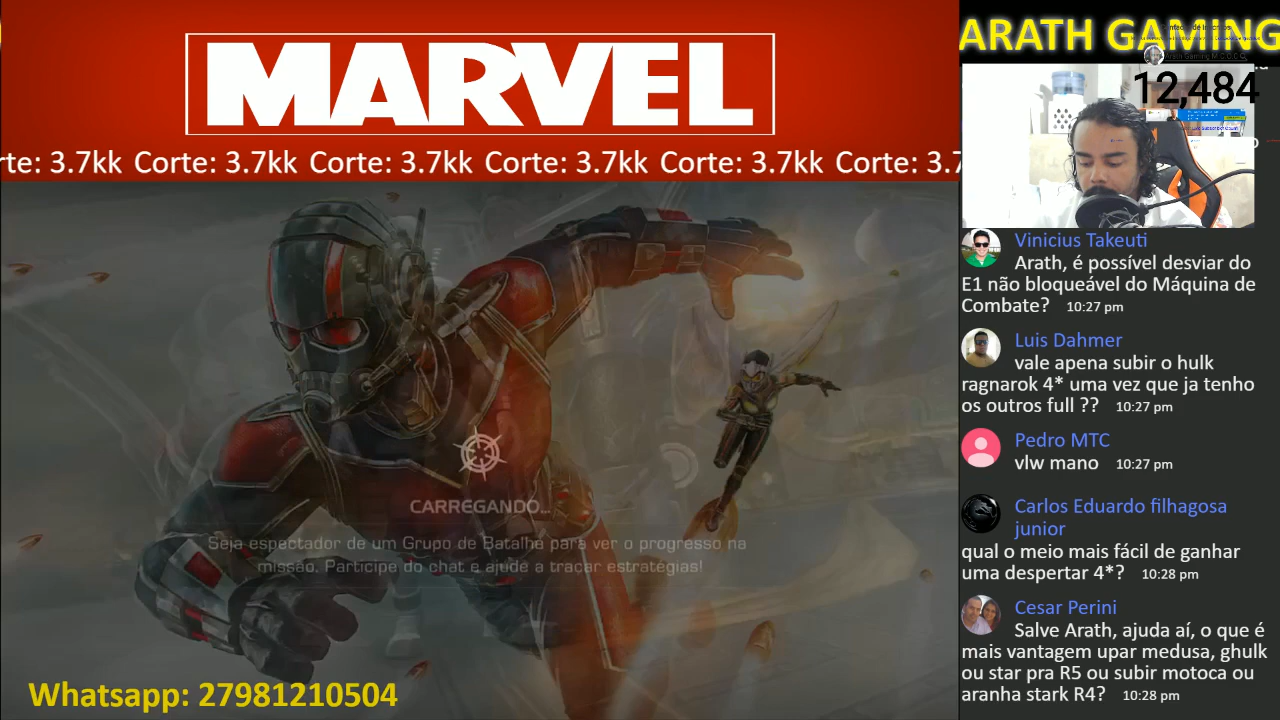 MARVEL
rte: 3.7kk Corte: 3.7kk Corte: 3.7kk Corte: 3.7kk Corte: 3.7kk Corte: 3.7
CARREGANDO...
Seja espectador de um Grupo de Batalha para ver o progresso na
missão. Participe do chat e ajude a traçar estratégias!
Whatsapp: 27981210504
ARATH GAMING
12,484
Vinicius Takeuti
Arath, é possível desviar do
E1 não bloqueável do Máquina de
Combate? 10:27 pm
Luis Dahmer
vale apena subir o hulk
ragnarok 4* uma vez que ja tenho
os outros full ?? 10:27 pm
Pedro MTC
vlw mano 10:27 pm
Carlos Eduardo filhagosa
junior
qual o meio mais fácil de ganhar
uma despertar 4*? 10:28 pm
Cesar Perini
Salve Arath, ajuda aí, o que é
mais vantagem upar medusa, ghulk
ou star pra R5 ou subir motoca ou
aranha stark R4? 10:28 pm